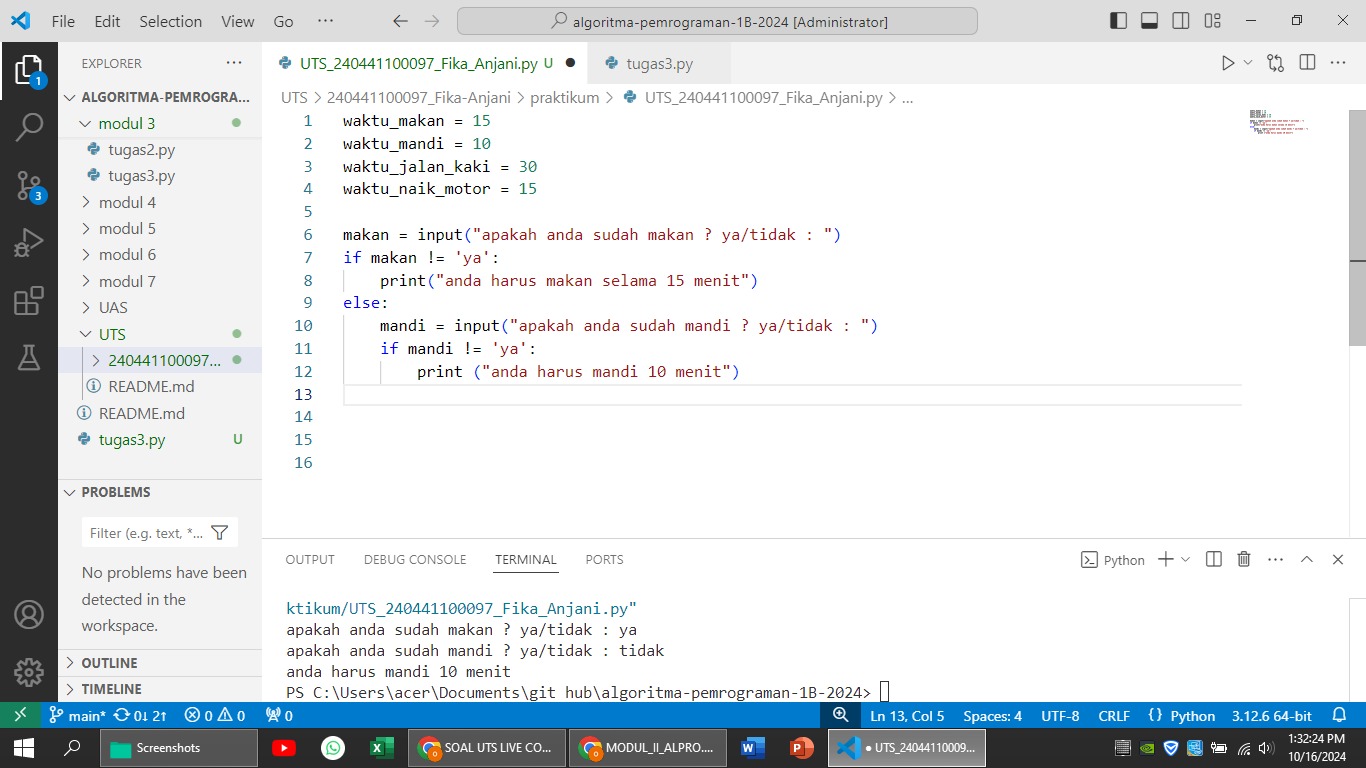 File Edit Selection View Go ··· algoritma-pemrograman-1B-2024 [Administrator]
EXPLORER ···
UTS_240441100097_Fika_Anjani.py U
tugas3.py
UTS > 240441100097_Fika-Anjani > praktikum > UTS_240441100097_Fika_Anjani.py > ...
1
ALGORITMA-PEMROGRA...
modul 3
tugas2.py
tugas3.py
modul 4
modul 5
modul 6
modul 7
UAS
UTS
240441100097...
README.md
README.md
tugas3.py U
3
PROBLEMS
Filter (e.g. text, *...
No problems have been
detected in the
workspace.
OUTLINE
TIMELINE
1 waktu_makan = 15
2 waktu_mandi = 10
3 waktu_jalan_kaki = 30
4 waktu_naik_motor = 15
5
6 makan = input("apakah anda sudah makan ? ya/tidak : ")
7 if makan != 'ya':
8 print("anda harus makan selama 15 menit")
9 else:
10 mandi = input("apakah anda sudah mandi ? ya/tidak : ")
11 if mandi != 'ya':
12 print ("anda harus mandi 10 menit")
13
14
15
16
OUTPUT DEBUG CONSOLE TERMINAL PORTS Python
ktikum/UTS_240441100097_Fika_Anjani.py"
apakah anda sudah makan ? ya/tidak : ya
apakah anda sudah mandi ? ya/tidak : tidak
anda harus mandi 10 menit
PS C:\Users\acer\Documents\git hub\algoritma-pemrograman-1B-2024>
main* 0↓ 2↑ 0 0 0 Ln 13, Col 5 Spaces: 4 UTF-8 CRLF {} Python 3.12.6 64-bit
Screenshots
SOAL UTS LIVE CO...
MODUL_II_ALPRO....
● UTS_24044110009...
1:32:24 PM
10/16/2024